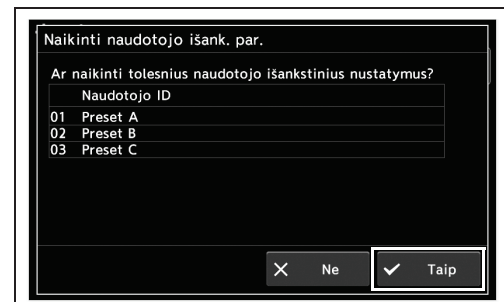 Naikinti naudotojo išank. par.
Ar naikinti tolesnius naudotojo išankstinius nustatymus?
Naudotojo ID
01 Preset A
02 Preset B
03 Preset C
Ne
Taip